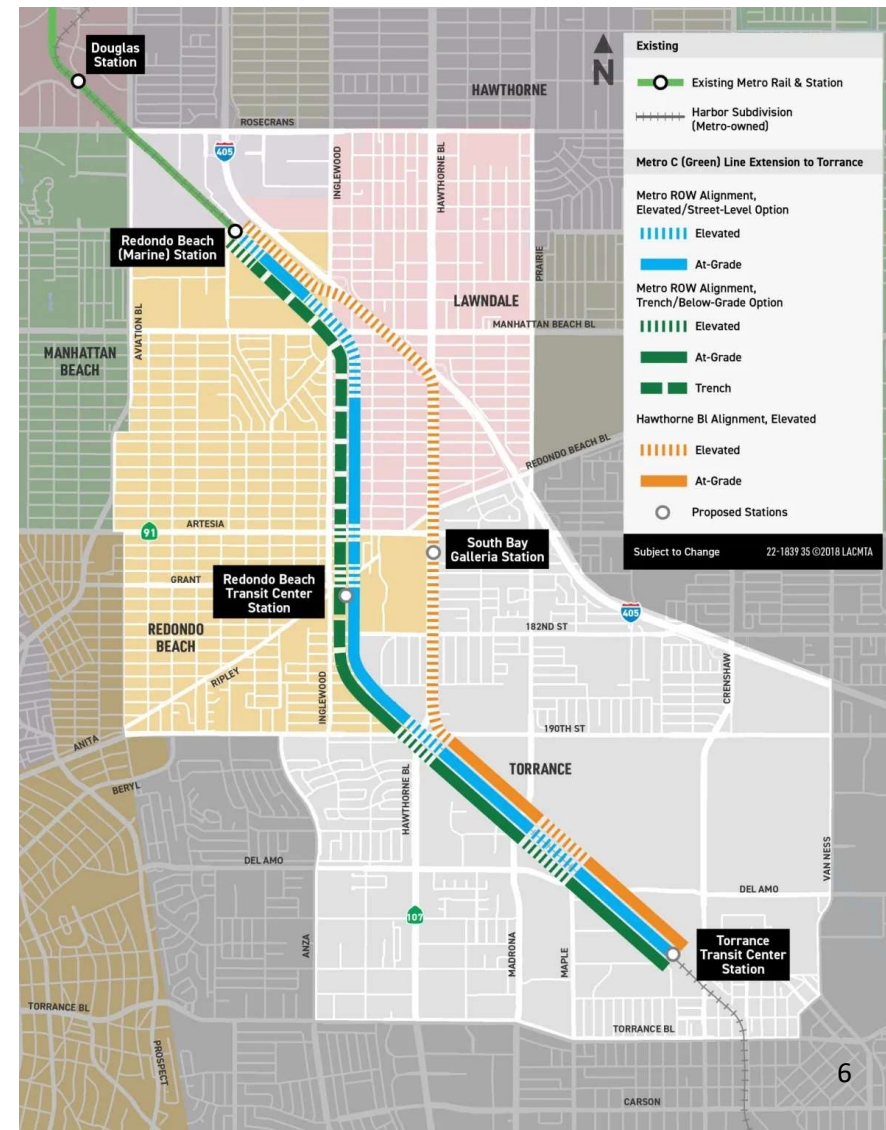 Douglas
Station
HAWTHORNE
N
ROSECRANS
405
INGLEWOOD
HAWTHORNE BL
PRAIRIE
Redondo Beach
(Marine) Station
AVIATION BL
LAWNDALE
MANHATTAN BEACH BL
MANHATTAN
BEACH
REDONDO BEACH BL
ARTESIA
91
South Bay
Galleria Station
GRANT
Redondo Beach
Transit Center
Station
405
182ND ST
REDONDO
BEACH
RIPLEY
INGLEWOOD
CRENSHAW
190TH ST
ANITA
TORRANCE
BERYL
HAWTHORNE BL
VAN NESS
DEL AMO
DEL AMO
107
ANZA
MADRONA
MAPLE
Torrance
Transit Center
Station
TORRANCE BL
TORRANCE BL
PROSPECT
CARSON
6
Existing
Existing Metro Rail & Station
Harbor Subdivision
(Metro-owned)
Metro C (Green) Line Extension to Torrance
Metro ROW Alignment,
Elevated/Street-Level Option
Elevated
At-Grade
Metro ROW Alignment,
Trench/Below-Grade Option
Elevated
At-Grade
Trench
Hawthorne Bl Alignment, Elevated
Elevated
At-Grade
Proposed Stations
Subject to Change 22-1839 35 ©2018 LACMTA